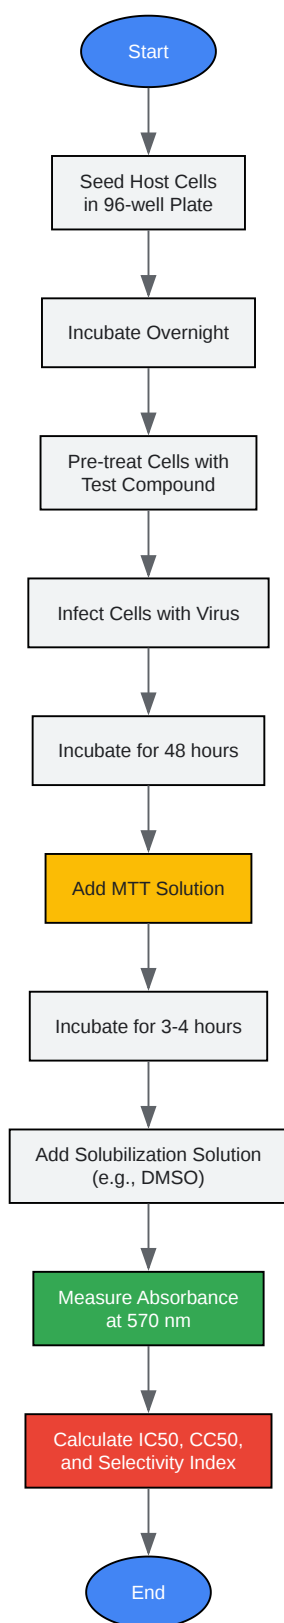 Start
Seed Host Cells
in 96-well Plate
Incubate Overnight
Pre-treat Cells with
Test Compound
Infect Cells with Virus
Incubate for 48 hours
Add MTT Solution
Incubate for 3-4 hours
Add Solubilization Solution
(e.g., DMSO)
Measure Absorbance
at 570 nm
Calculate IC50, CC50,
and Selectivity Index
End